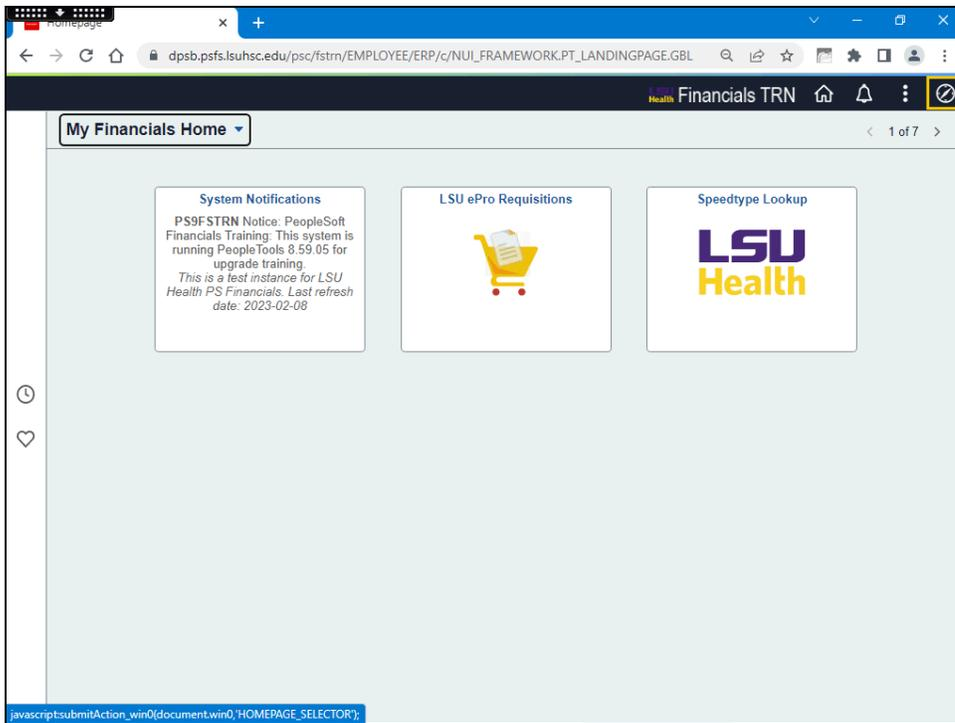 Homepage
dpsb.psfs.lsuhsc.edu/psc/fstrn/EMPLOYEE/ERP/c/NUI_FRAMEWORK.PT_LANDINGPAGE.GBL
LSU Health Financials TRN
My Financials Home
1 of 7
System Notifications
PS9FSTRN Notice: PeopleSoft
Financials Training: This system is
running PeopleTools 8.59.05 for
upgrade training.
This is a test instance for LSU
Health PS Financials. Last refresh
date: 2023-02-08
LSU ePro Requisitions
Speedtype Lookup
LSU
Health
javascript:submitAction_win0(document.win0,'HOMEPAGE_SELECTOR');